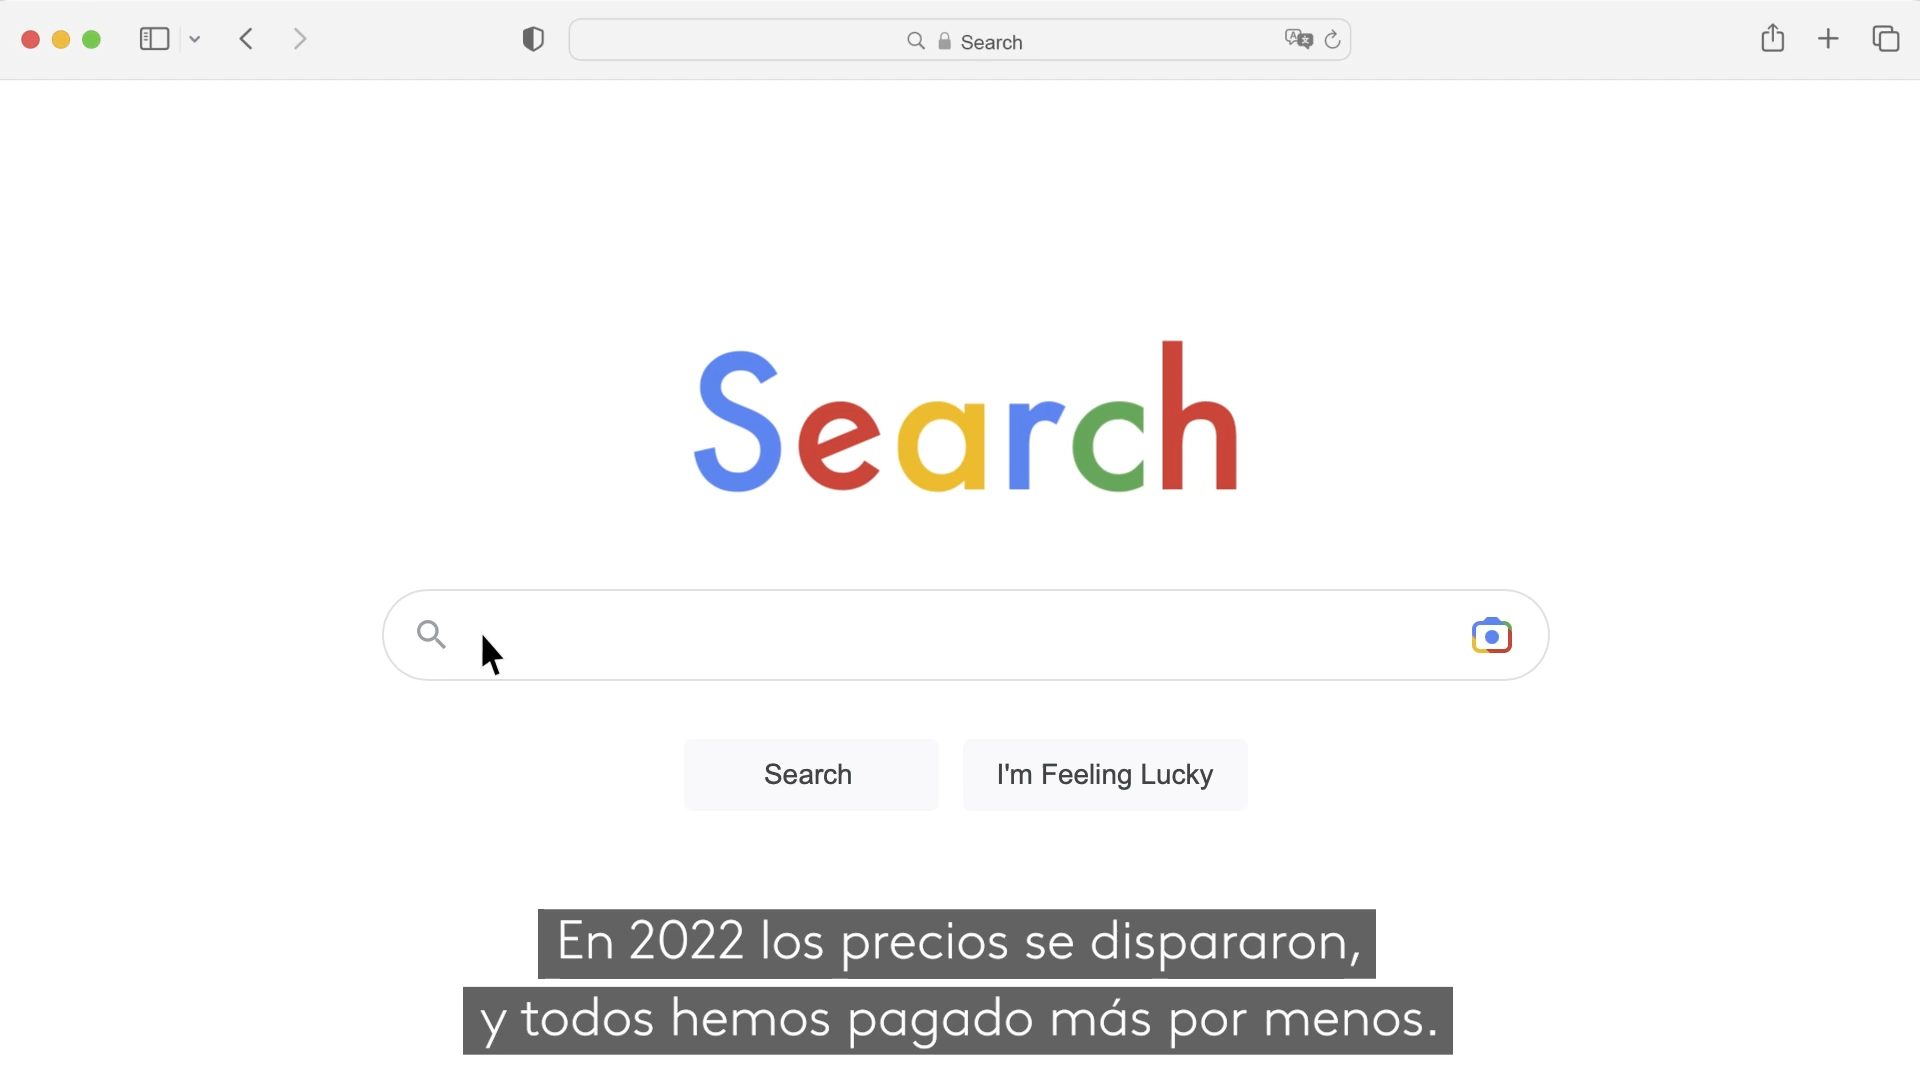 Search
Search
Search
I'm Feeling Lucky
En 2022 los precios se dispararon,
y todos hemos pagado más por menos.